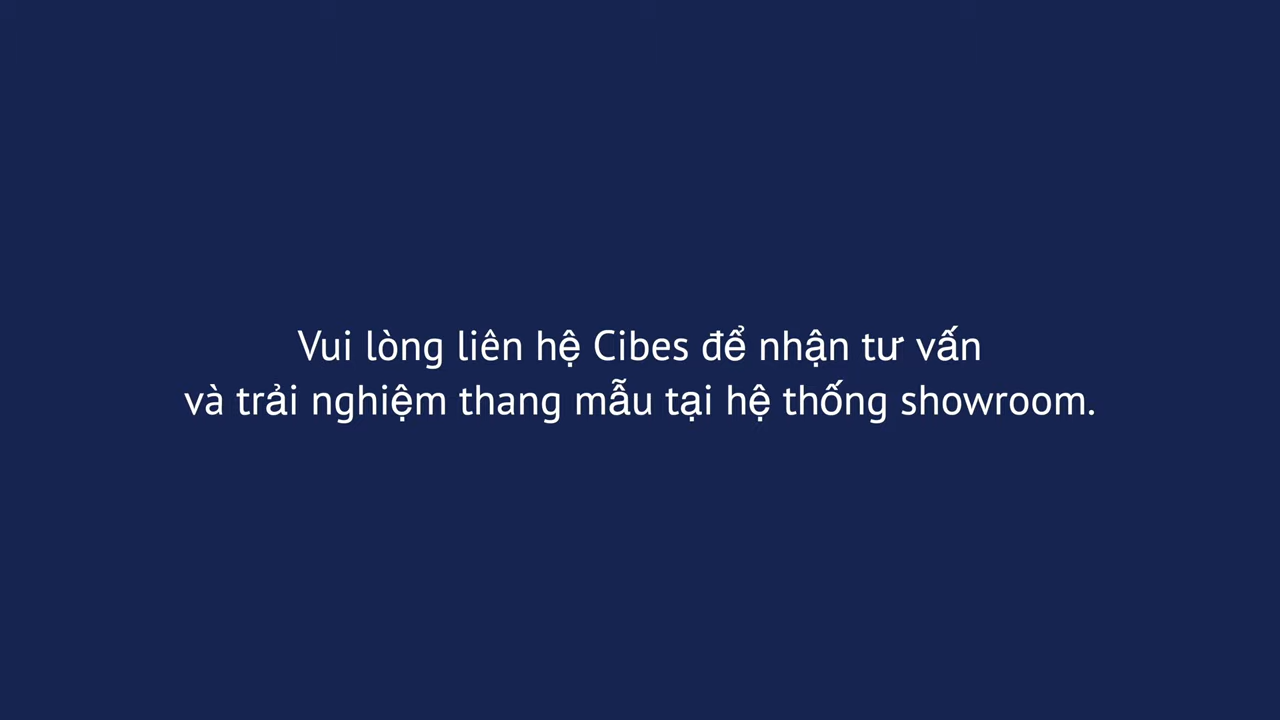 Vui lòng liên hệ Cibes để nhận tư vấn
và trải nghiệm thang mẫu tại hệ thống showroom.